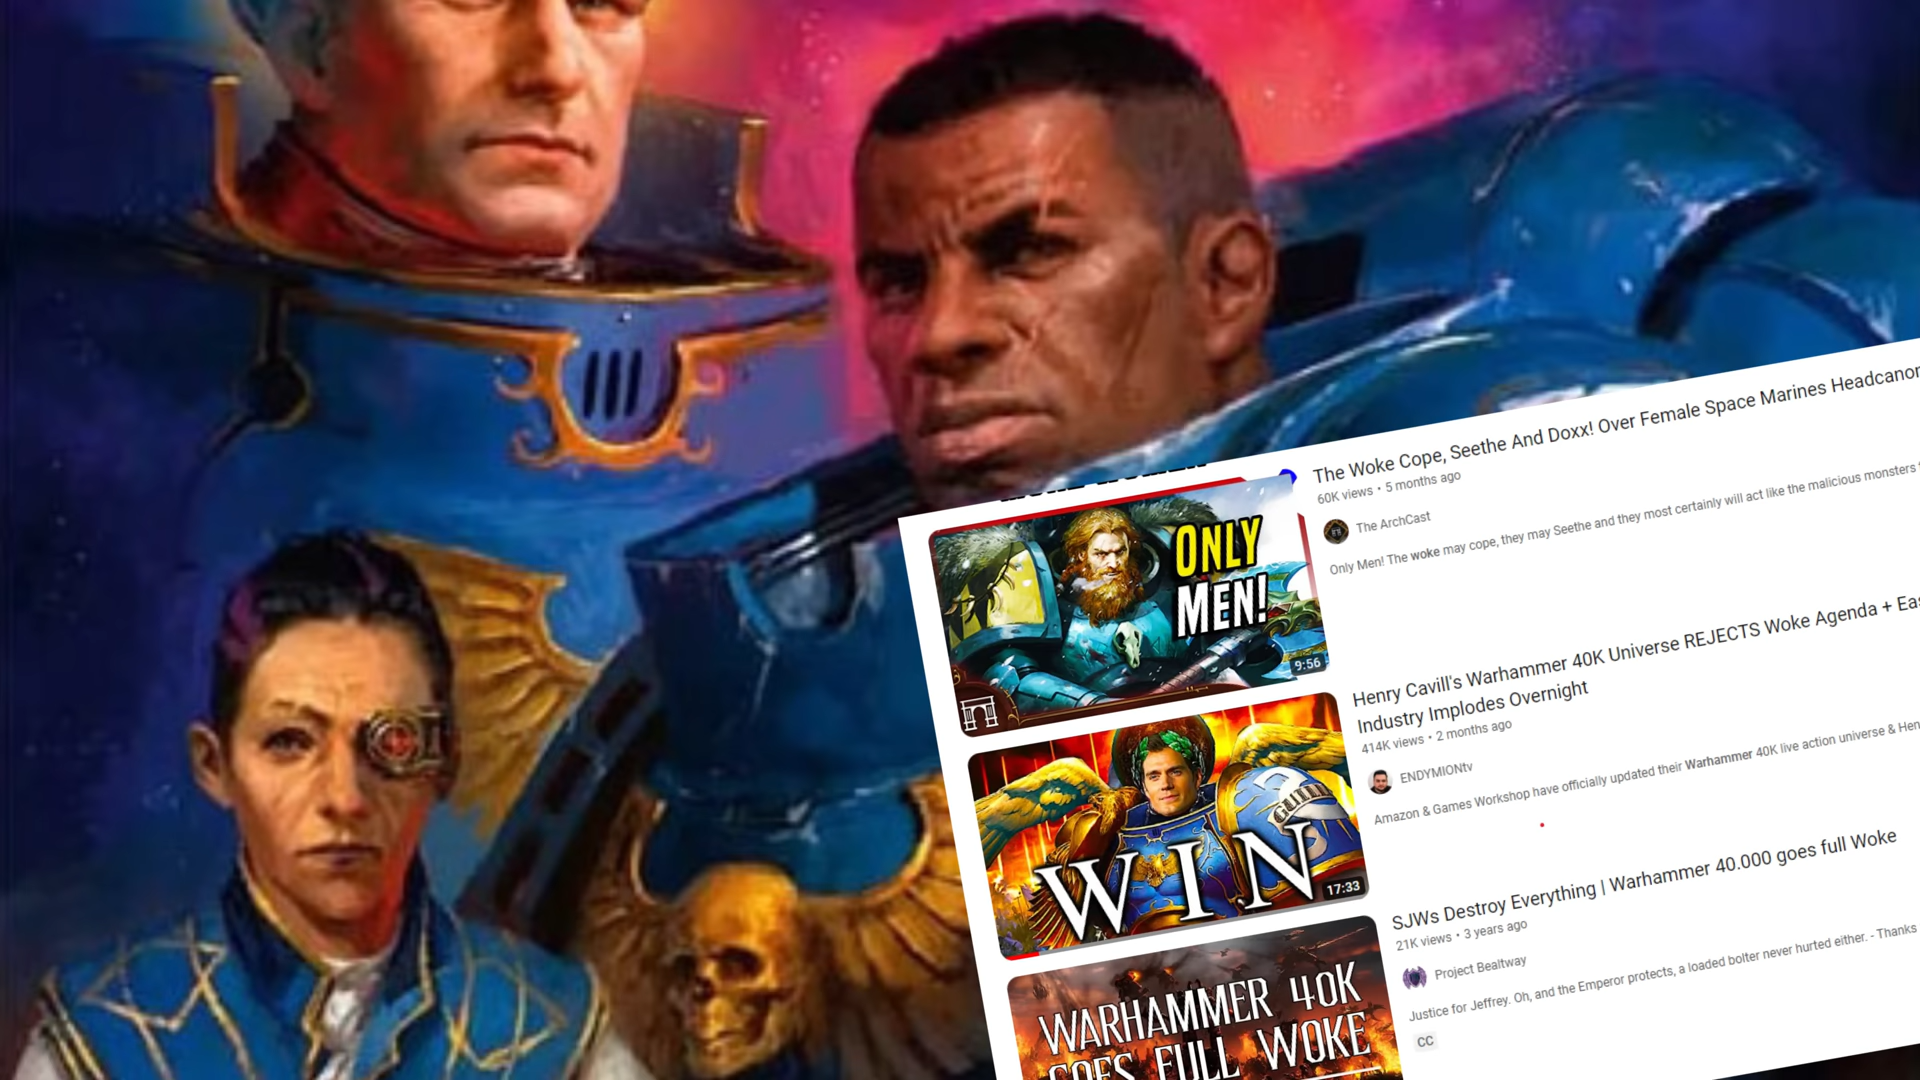 The Woke Cope, Seethe And Doxx! Over Female Space Marines Headcanon
60K views • 5 months ago
The ArchCast
Only Men! The woke may cope, they may Seethe and they most certainly will act like the malicious monsters
ONLY
MEN!
9:56
Henry Cavill's Warhammer 40K Universe REJECTS Woke Agenda +
Industry Implodes Overnight
414K views • 2 months ago
ENDYMIONtv
Amazon & Games Workshop have officially updated their Warhammer 40K live action universe &
WIN
17:33
SJWs Destroy Everything | Warhammer 40.000 goes full Woke
21K views • 3 years ago
Project Bealtway
Justice for Jeffrey. Oh, and the Emperor protects, a loaded bolter never hurted either. - Thanks
CC
WARHAMMER 40K
GOES FULL WOKE